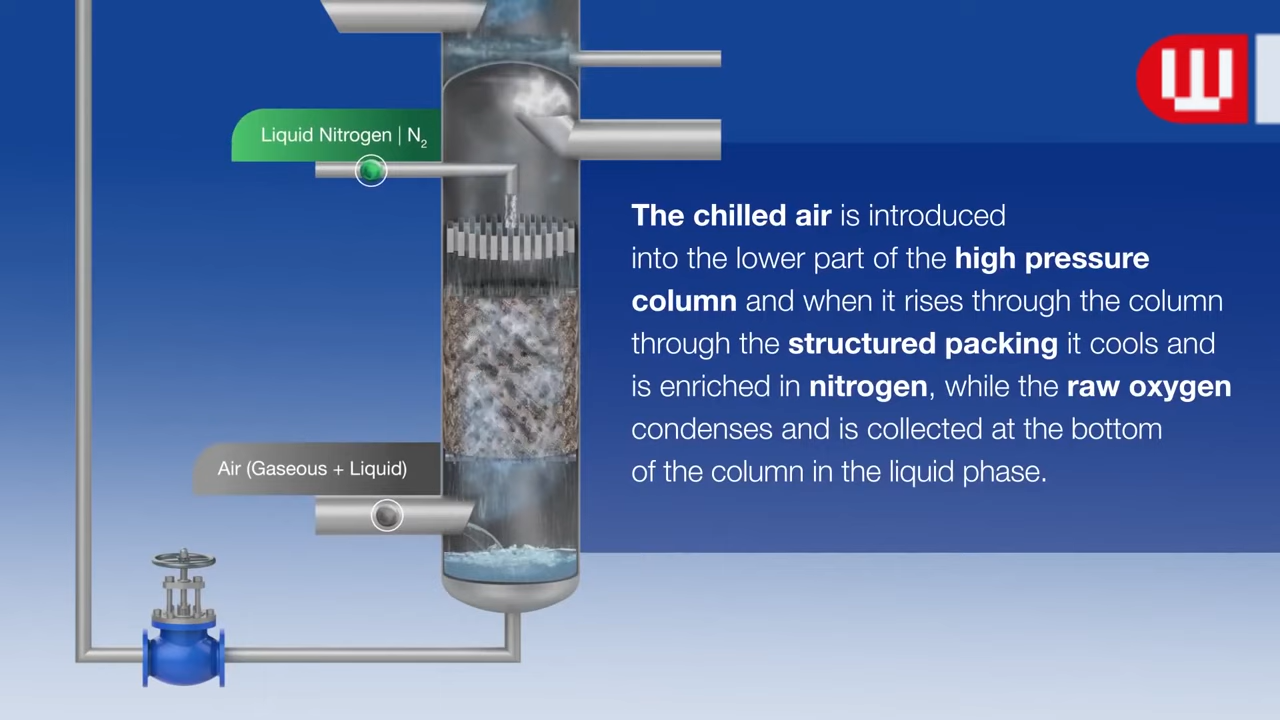 Liquid Nitrogen | N₂
The chilled air is introduced
into the lower part of the high pressure
column and when it rises through the column
through the structured packing it cools and
is enriched in nitrogen, while the raw oxygen
condenses and is collected at the bottom
of the column in the liquid phase.
Air (Gaseous + Liquid)